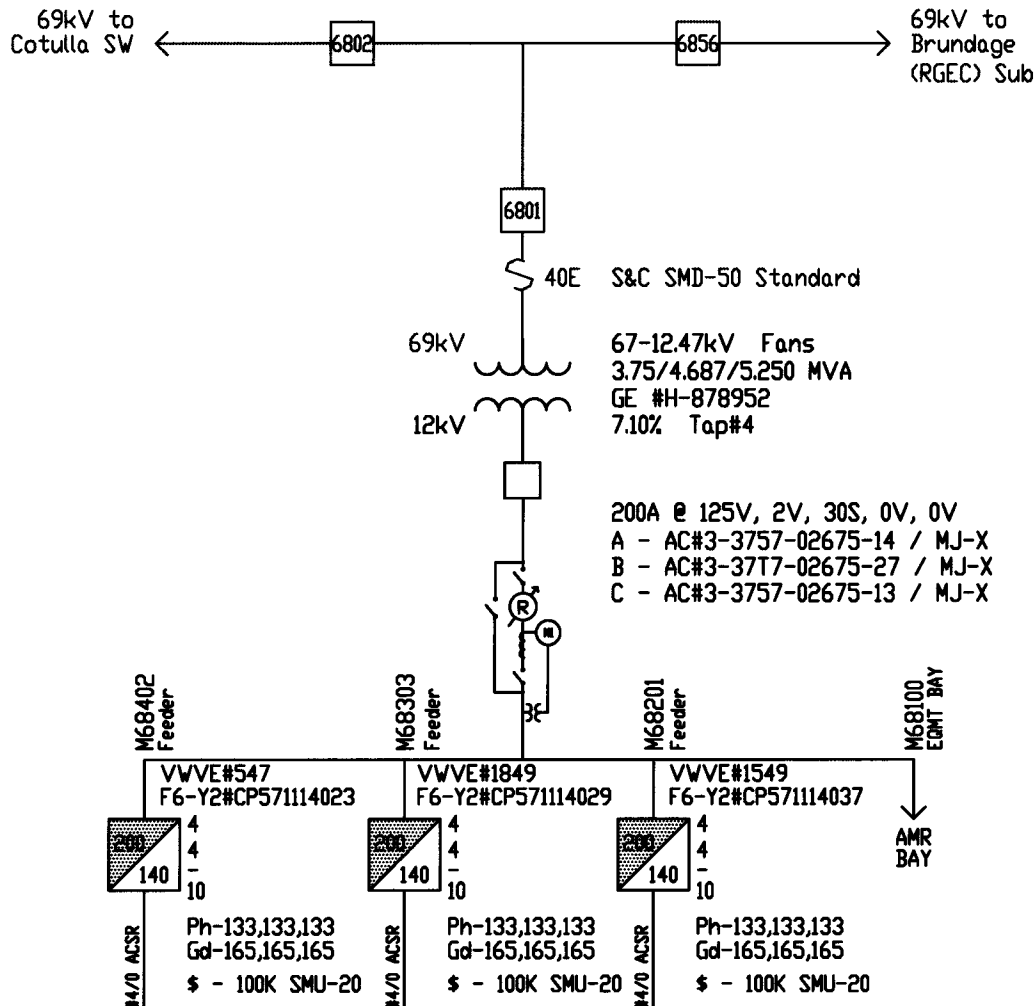 69kV to
Cotulla SW
6802
6856
69kV to
Brundage
(RGEC) Sub
6801
40E S&C SMD-50 Standard
69kV
12kV
67-12.47kV Fans
3.75/4.687/5.250 MVA
GE #H-878952
7.10% Tap#4
200A @ 125V, 2V, 30S, 0V, 0V
A - AC#3-3757-02675-14 / MJ-X
B - AC#3-37T7-02675-27 / MJ-X
C - AC#3-3757-02675-13 / MJ-X
R
M68402
Feeder
M68303
Feeder
M68201
Feeder
M68100
EQMT BAY
VWVE#547
F6-Y2#CP571114023
VWVE#1849
F6-Y2#CP571114029
VWVE#1549
F6-Y2#CP571114037
AMR
BAY
200
140
4
4
-
10
200
140
4
4
-
10
200
140
4
4
-
10
#4/0 ACSR
Ph-133,133,133
Gd-165,165,165
$ - 100K SMU-20
#4/0 ACSR
Ph-133,133,133
Gd-165,165,165
$ - 100K SMU-20
#4/0 ACSR
Ph-133,133,133
Gd-165,165,165
$ - 100K SMU-20